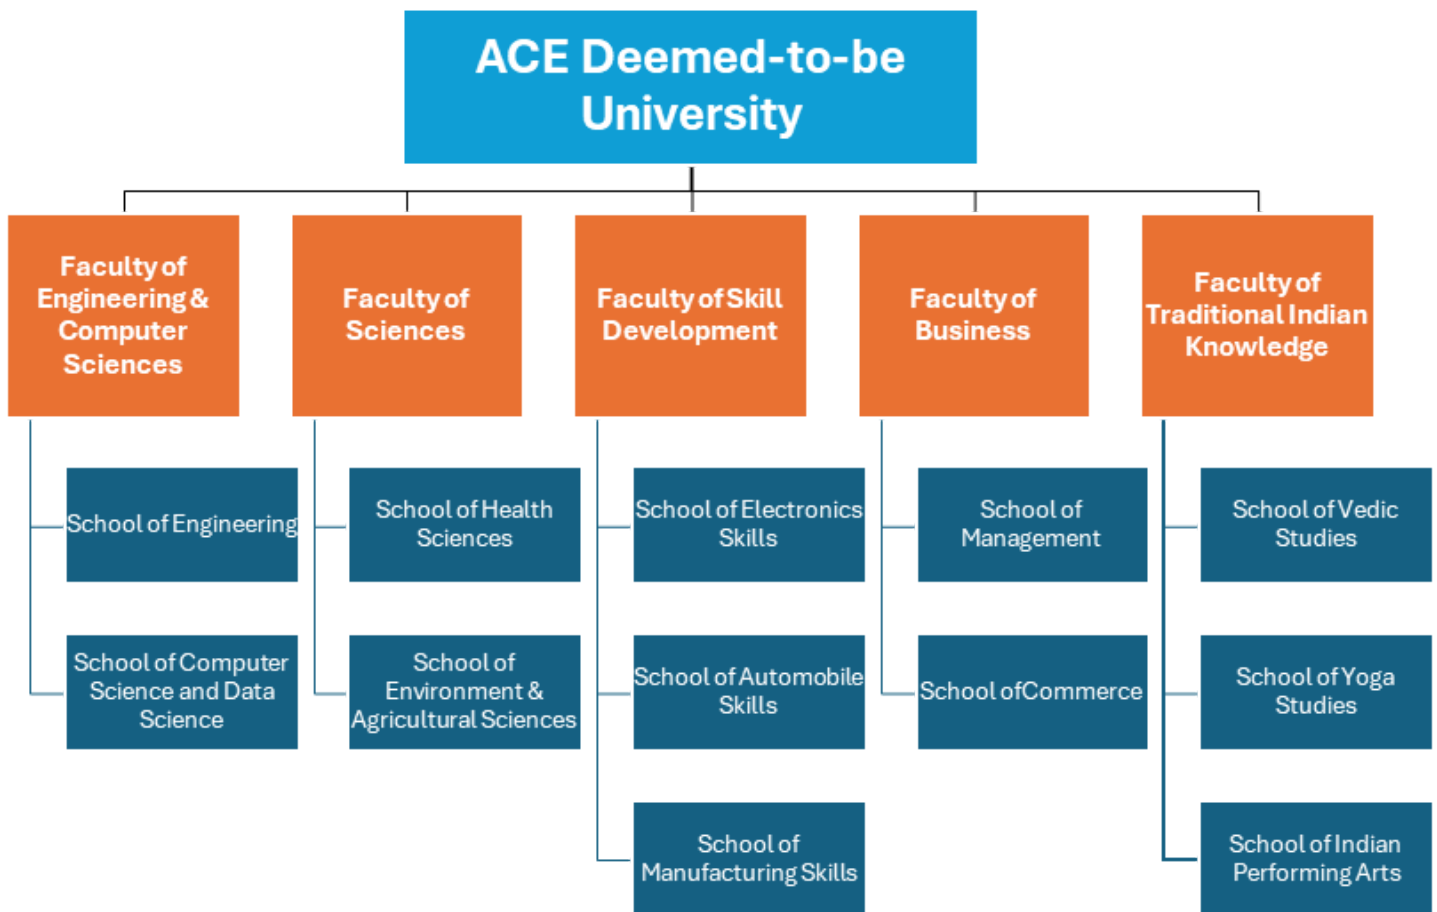 ACE Deemed-to-be
University
Faculty of
Engineering &
Computer
Sciences
Faculty of
Sciences
Faculty of Skill
Development
Faculty of
Business
Faculty of
Traditional Indian
Knowledge
School of Engineering
School of Computer
Science and Data
Science
School of Health
Sciences
School of
Environment &
Agricultural Sciences
School of Electronics
Skills
School of Automobile
Skills
School of
Manufacturing Skills
School of
Management
School ofCommerce
School of Vedic
Studies
School of Yoga
Studies
School of Indian
Performing Arts